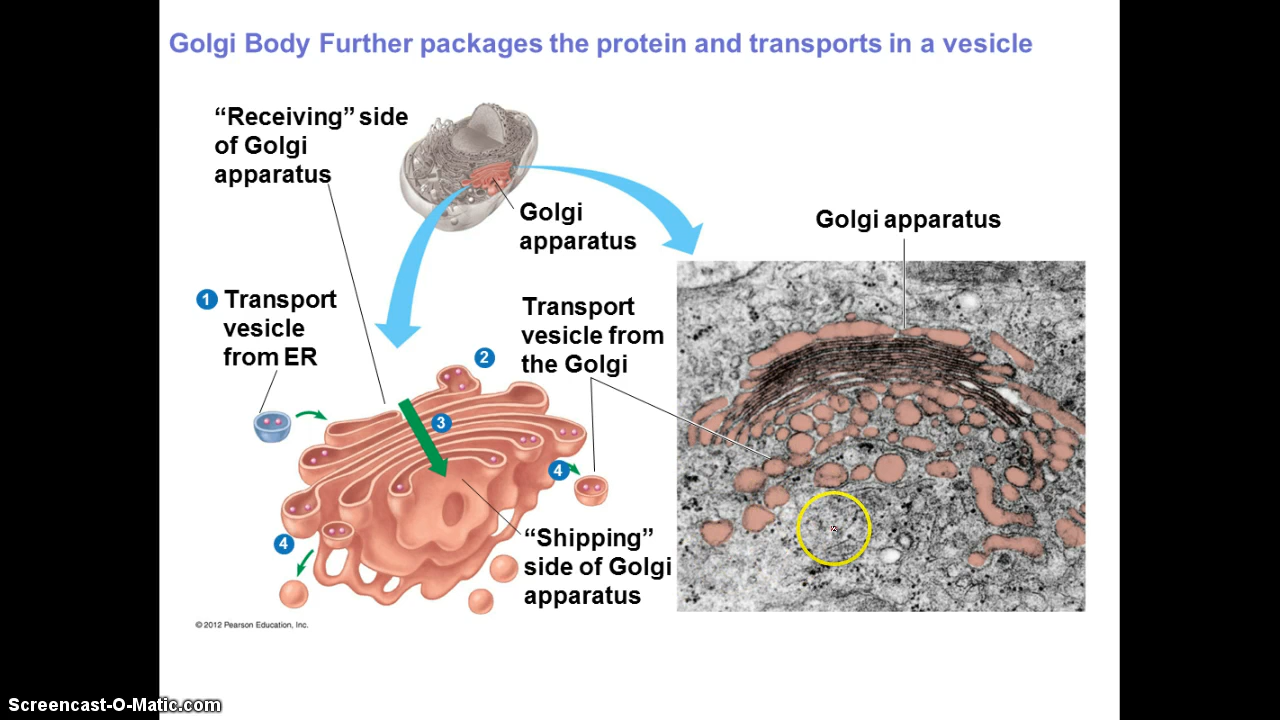 Golgi Body Further packages the protein and transports in a vesicle
“Receiving” side
of Golgi
apparatus
Golgi
apparatus
Golgi apparatus
1 Transport
vesicle
from ER
2
Transport
vesicle from
the Golgi
3
4
4
“Shipping”
side of Golgi
apparatus
© 2012 Pearson Education, Inc.
Screencast-O-Matic.com